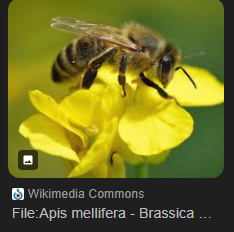 Wikimedia Commons
File:Apis mellifera - Brassica ...